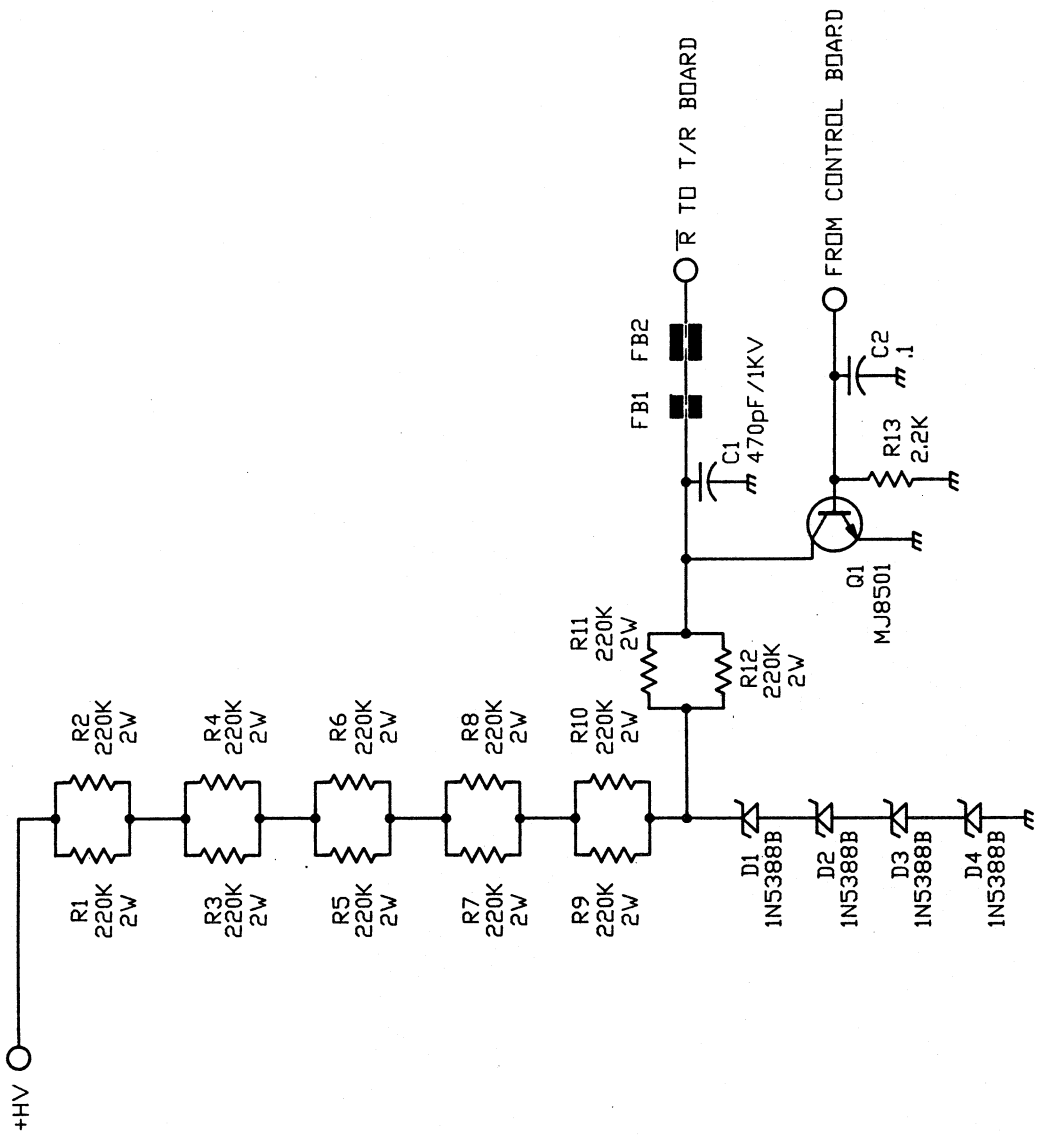 +HV
R1
220K
2W
R2
220K
2W
R3
220K
2W
R4
220K
2W
R5
220K
2W
R6
220K
2W
R7
220K
2W
R8
220K
2W
R9
220K
2W
R10
220K
2W
R11
220K
2W
R12
220K
2W
D1
1N5388B
D2
1N5388B
D3
1N5388B
D4
1N5388B
FB1
FB2
C1
470pF/1KV
R̅ TO T/R BOARD
Q1
MJ8501
R13
2.2K
C2
.1
FROM CONTROL BOARD